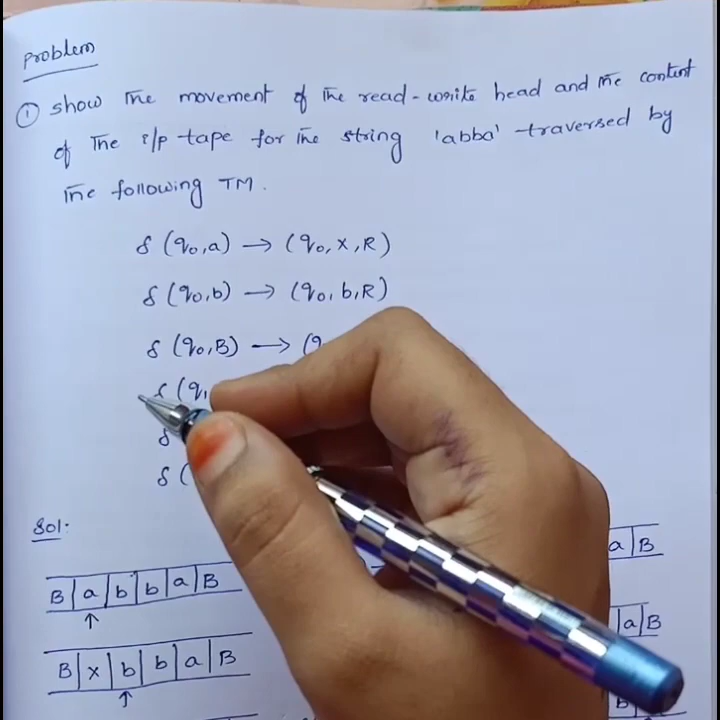 Problem
① show the movement of the read-write head and the content
of the i/p tape for the string 'abba' traversed by
the following TM.
δ (q₀,a) → (q₀, x, R)
δ (q₀,b) → (q₀, b, R)
δ (q₀,B) → (q
δ (q₁
δ
δ (
Sol.
a|B
B|a|b|b|a|B
↑
|a|B
B|x|b|b|a|B
↑
B|